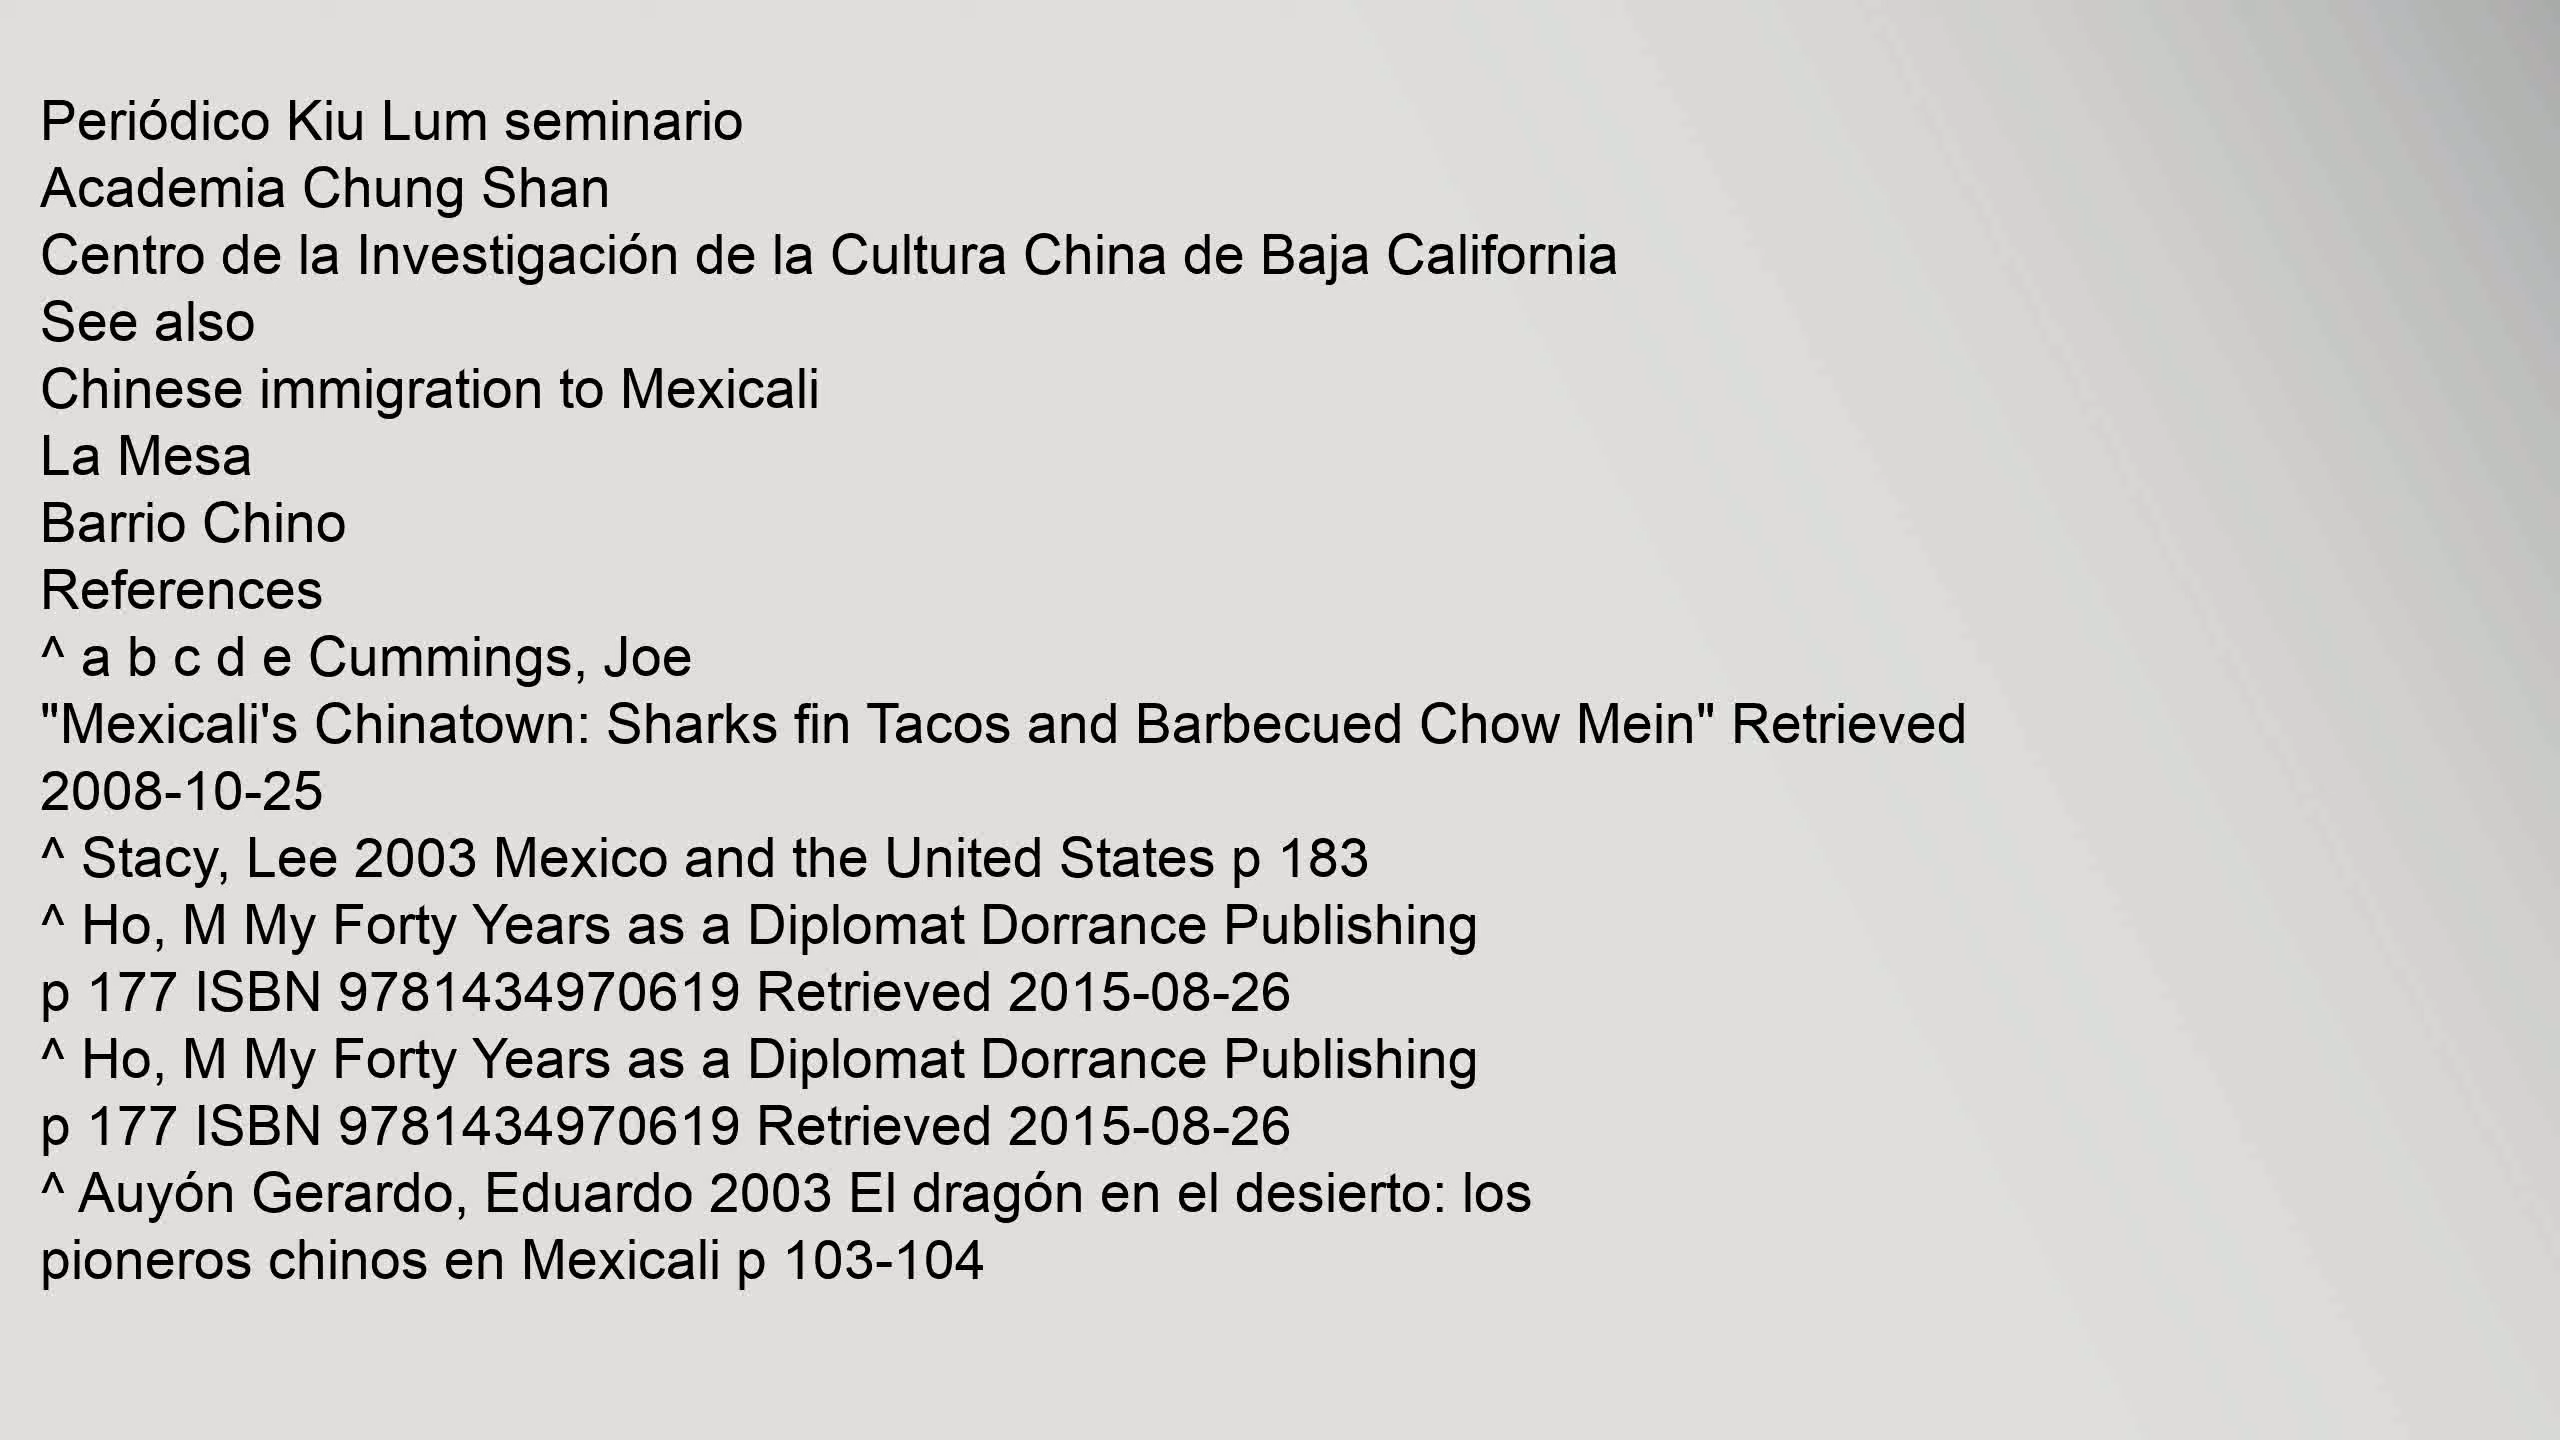 Periódico Kiu Lum seminario
Academia Chung Shan
Centro de la Investigación de la Cultura China de Baja California
See also
Chinese immigration to Mexicali
La Mesa
Barrio Chino
References
^ a b c d e Cummings, Joe
"Mexicali's Chinatown: Sharks fin Tacos and Barbecued Chow Mein" Retrieved
2008-10-25
^ Stacy, Lee 2003 Mexico and the United States p 183
^ Ho, M My Forty Years as a Diplomat Dorrance Publishing
p 177 ISBN 9781434970619 Retrieved 2015-08-26
^ Ho, M My Forty Years as a Diplomat Dorrance Publishing
p 177 ISBN 9781434970619 Retrieved 2015-08-26
^ Auyón Gerardo, Eduardo 2003 El dragón en el desierto: los
pioneros chinos en Mexicali p 103-104